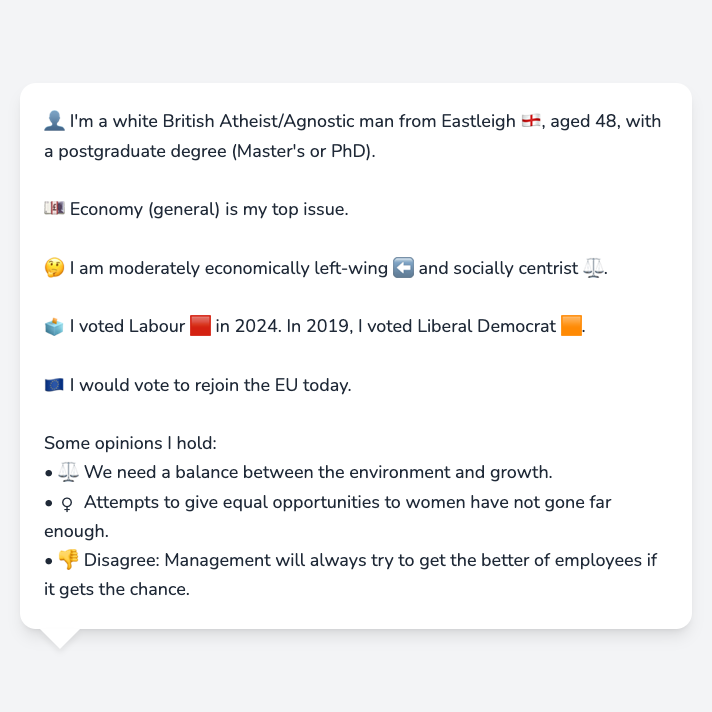 👤 I'm a white British Atheist/Agnostic man from Eastleigh 🏴󠁧󠁢󠁥󠁮󠁧󠁿, aged 48, with
a postgraduate degree (Master's or PhD).
💷 Economy (general) is my top issue.
🤔 I am moderately economically left-wing ⬅️ and socially centrist ⚖️.
🗳️ I voted Labour 🟥 in 2024. In 2019, I voted Liberal Democrat 🟧.
🇪🇺 I would vote to rejoin the EU today.
Some opinions I hold:
• ⚖️ We need a balance between the environment and growth.
• ♀ Attempts to give equal opportunities to women have not gone far
enough.
• 👎 Disagree: Management will always try to get the better of employees if
it gets the chance.